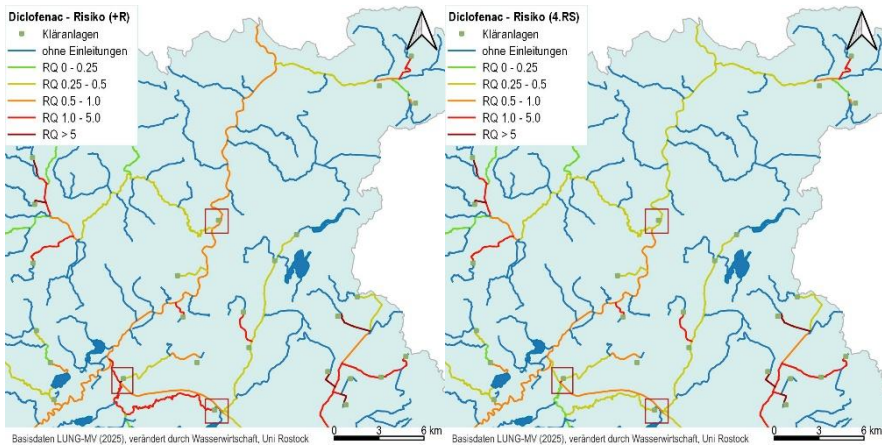 Diclofenac - Risiko (+R)
Kläranlagen
ohne Einleitungen
RQ 0 - 0.25
RQ 0.25 - 0.5
RQ 0.5 - 1.0
RQ 1.0 - 5.0
RQ > 5
0 3 6 km
Basisdaten LUNG-MV (2025), verändert durch Wasserwirtschaft, Uni Rostock
Diclofenac - Risiko (4.RS)
Kläranlagen
ohne Einleitungen
RQ 0 - 0.25
RQ 0.25 - 0.5
RQ 0.5 - 1.0
RQ 1.0 - 5.0
RQ > 5
0 3 6 km
Basisdaten LUNG-MV (2025), verändert durch Wasserwirtschaft, Uni Rostock